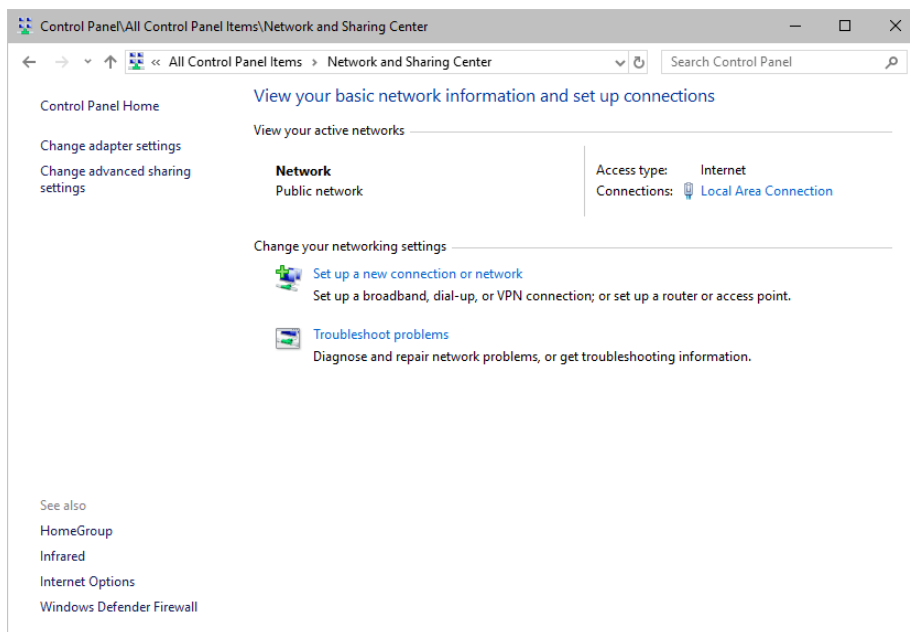 Control Panel\All Control Panel Items\Network and Sharing Center
« All Control Panel Items › Network and Sharing Center
Search Control Panel
Control Panel Home
Change adapter settings
Change advanced sharing
settings
View your basic network information and set up connections
View your active networks
Network
Public network
Access type: Internet
Connections: Local Area Connection
Change your networking settings
Set up a new connection or network
Set up a broadband, dial-up, or VPN connection; or set up a router or access point.
Troubleshoot problems
Diagnose and repair network problems, or get troubleshooting information.
See also
HomeGroup
Infrared
Internet Options
Windows Defender Firewall